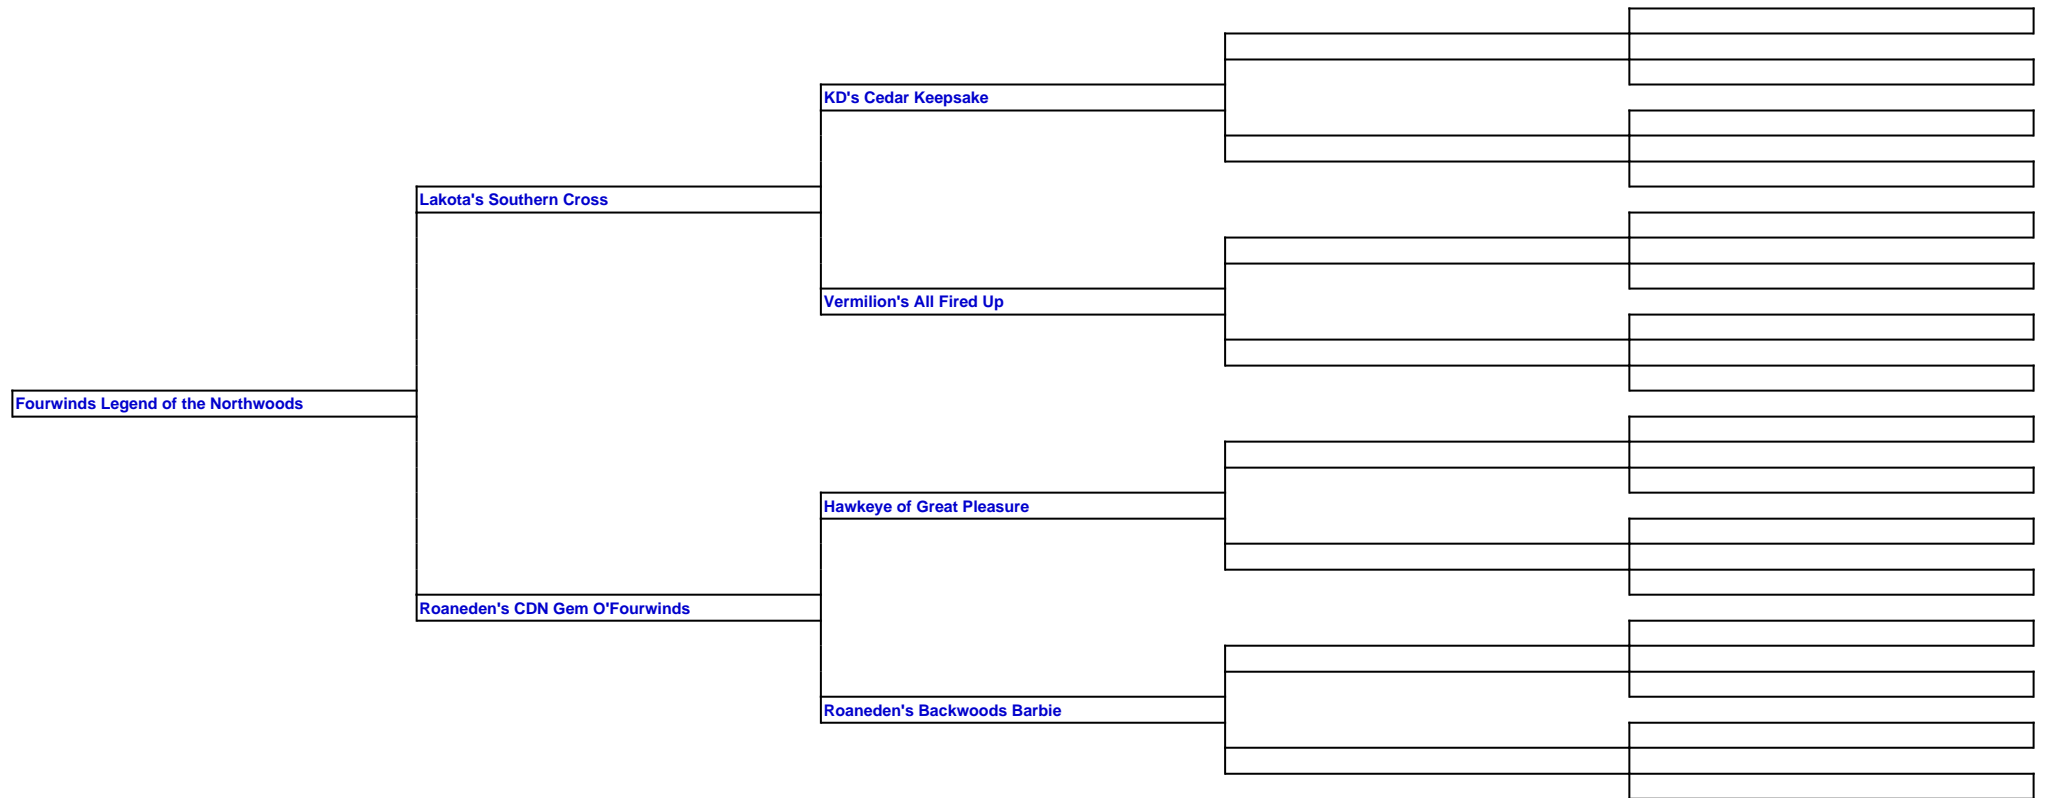 KD's Cedar Keepsake
Lakota's Southern Cross
Vermilion's All Fired Up
Fourwinds Legend of the Northwoods
Hawkeye of Great Pleasure
Roaneden's CDN Gem O'Fourwinds
Roaneden's Backwoods Barbie